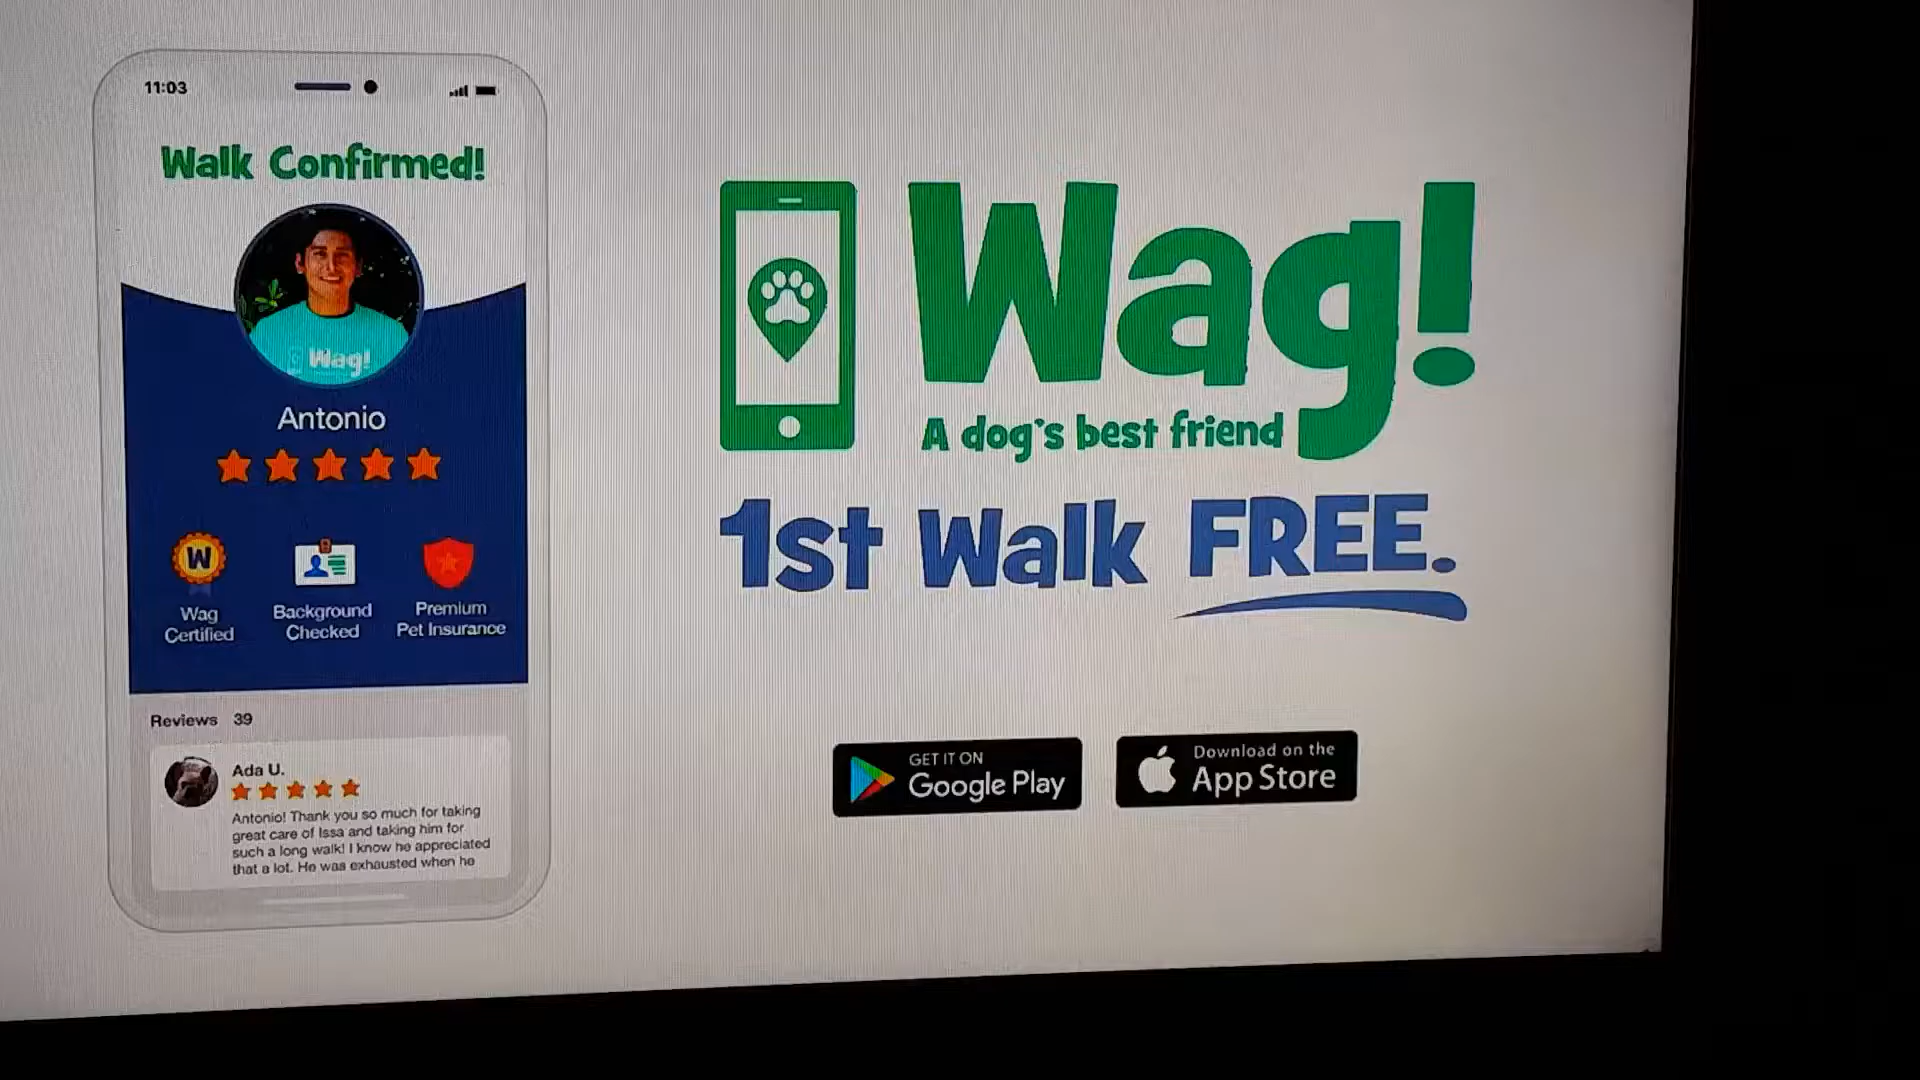 11:03
Walk Confirmed!
Wag!
Antonio
W
Wag
Certified
Background
Checked
Premium
Pet Insurance
Reviews 39
Ada U.
Antonio! Thank you so much for taking
great care of Issa and taking him for
such a long walk! I know he appreciated
that a lot. He was exhausted when he
Wag!
A dog's best friend
1st Walk FREE.
GET IT ON
Google Play
Download on the
App Store